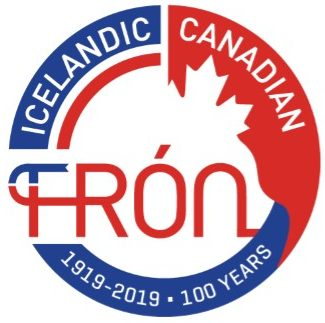 ICELANDIC CANADIAN
FRÓN
1919-2019 • 100 YEARS